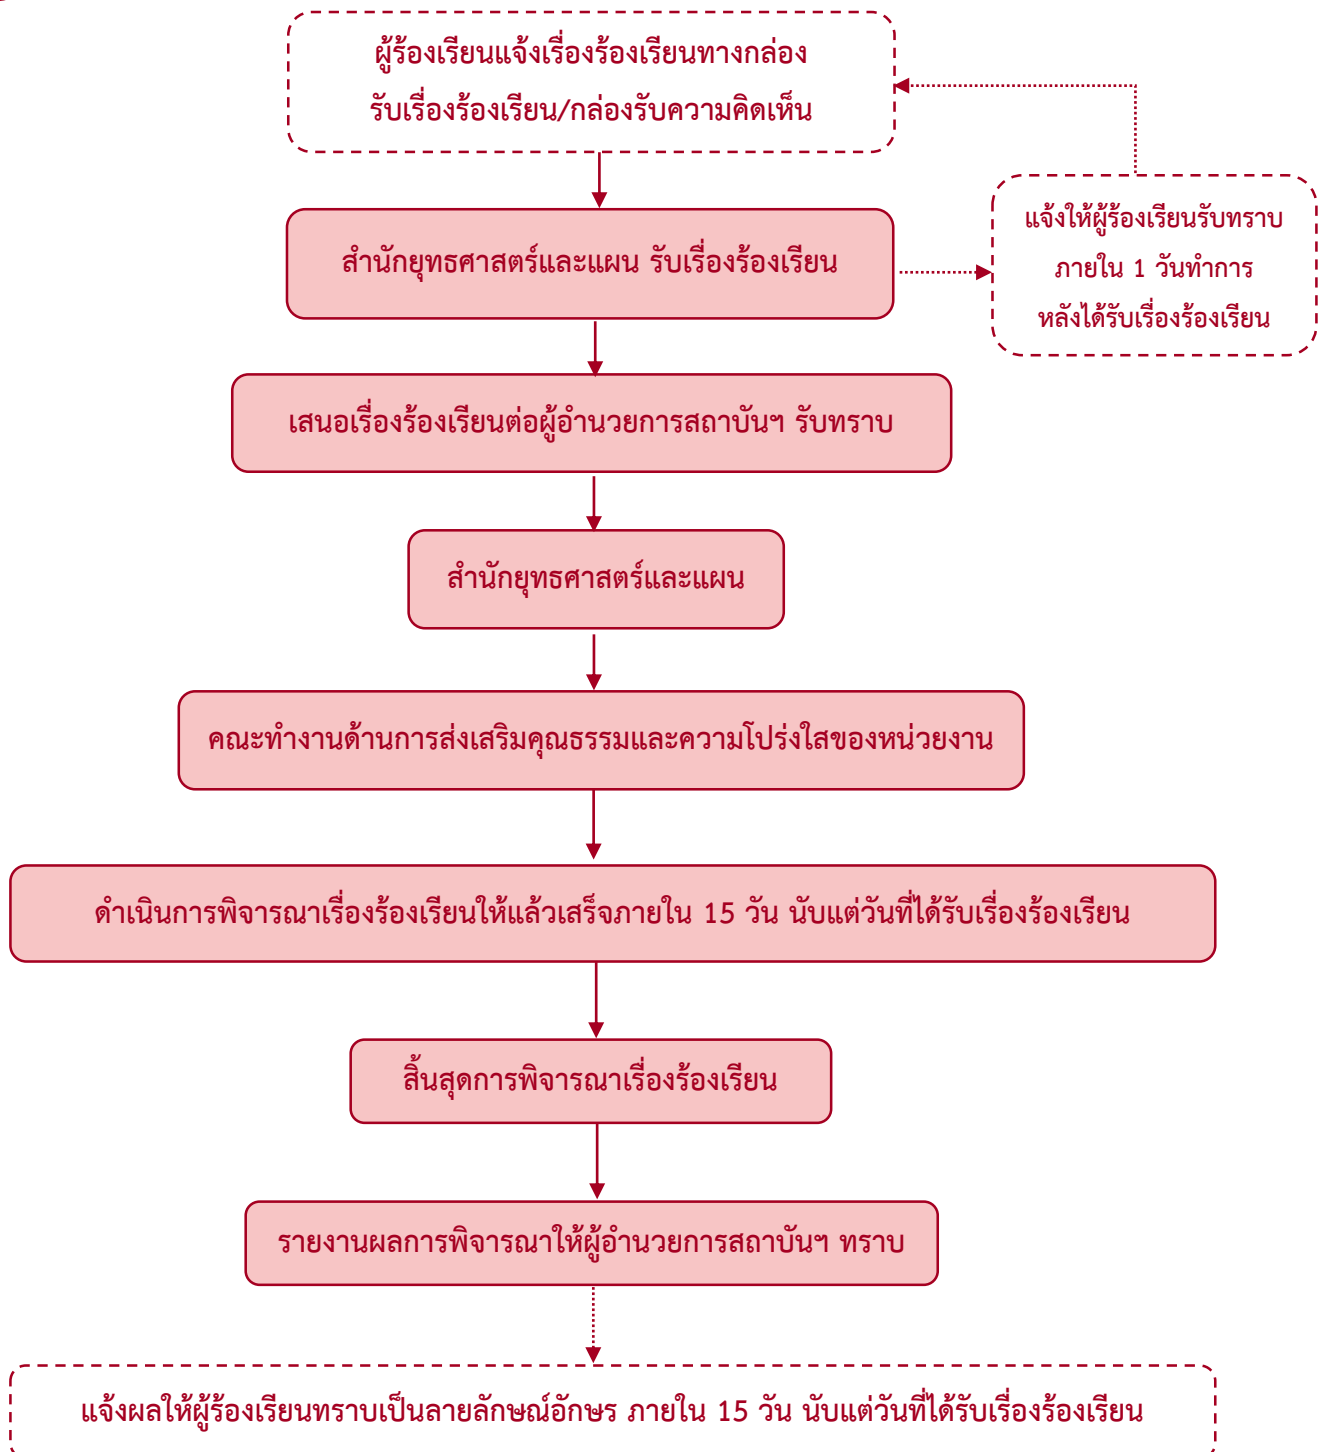 ผู้ร้องเรียนแจ้งเรื่องร้องเรียนทางกล่อง
รับเรื่องร้องเรียน/กล่องรับความคิดเห็น
แจ้งให้ผู้ร้องเรียนรับทราบ
ภายใน 1 วันทำการ
หลังได้รับเรื่องร้องเรียน
สำนักยุทธศาสตร์และแผน รับเรื่องร้องเรียน
เสนอเรื่องร้องเรียนต่อผู้อำนวยการสถาบันฯ รับทราบ
สำนักยุทธศาสตร์และแผน
คณะทำงานด้านการส่งเสริมคุณธรรมและความโปร่งใสของหน่วยงาน
ดำเนินการพิจารณาเรื่องร้องเรียนให้แล้วเสร็จภายใน 15 วัน นับแต่วันที่ได้รับเรื่องร้องเรียน
สิ้นสุดการพิจารณาเรื่องร้องเรียน
รายงานผลการพิจารณาให้ผู้อำนวยการสถาบันฯ ทราบ
แจ้งผลให้ผู้ร้องเรียนทราบเป็นลายลักษณ์อักษร ภายใน 15 วัน นับแต่วันที่ได้รับเรื่องร้องเรียน